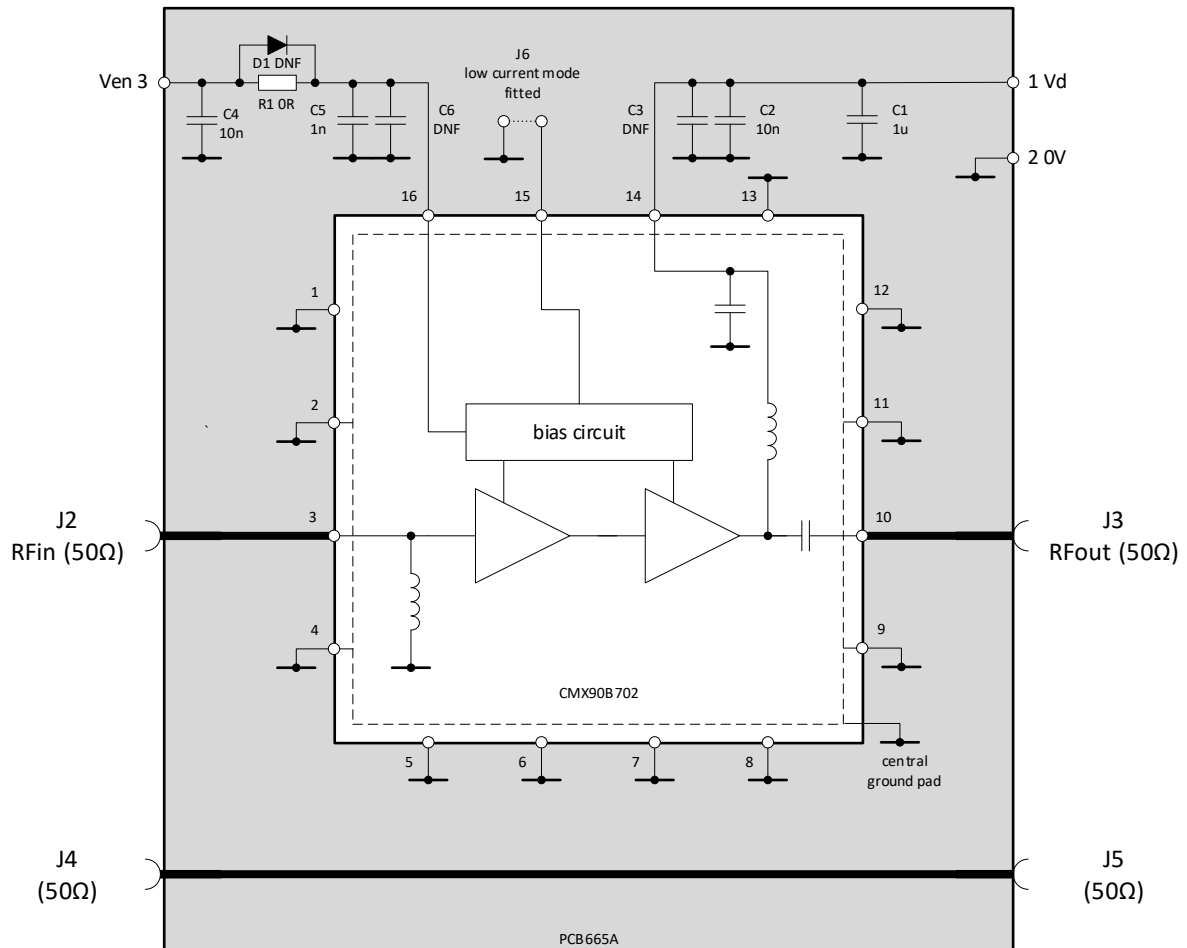 J6
low current mode
fitted
D1 DNF
Ven 3
R1 0R
C4
10n
C5
1n
C6
DNF
C3
DNF
C2
10n
C1
1u
1 Vd
2 0V
16
15
14
13
1
12
2
11
bias circuit
J2
RFin (50Ω)
3
10
J3
RFout (50Ω)
4
9
CMX90B702
5
6
7
8
central
ground pad
J4
(50Ω)
J5
(50Ω)
PCB665A